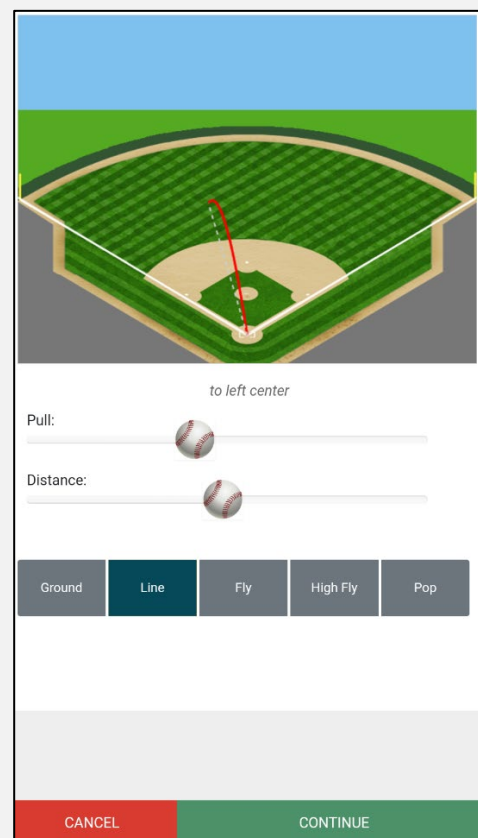 to left center
Pull:
Distance:
Ground Line Fly High Fly Pop
CANCEL CONTINUE